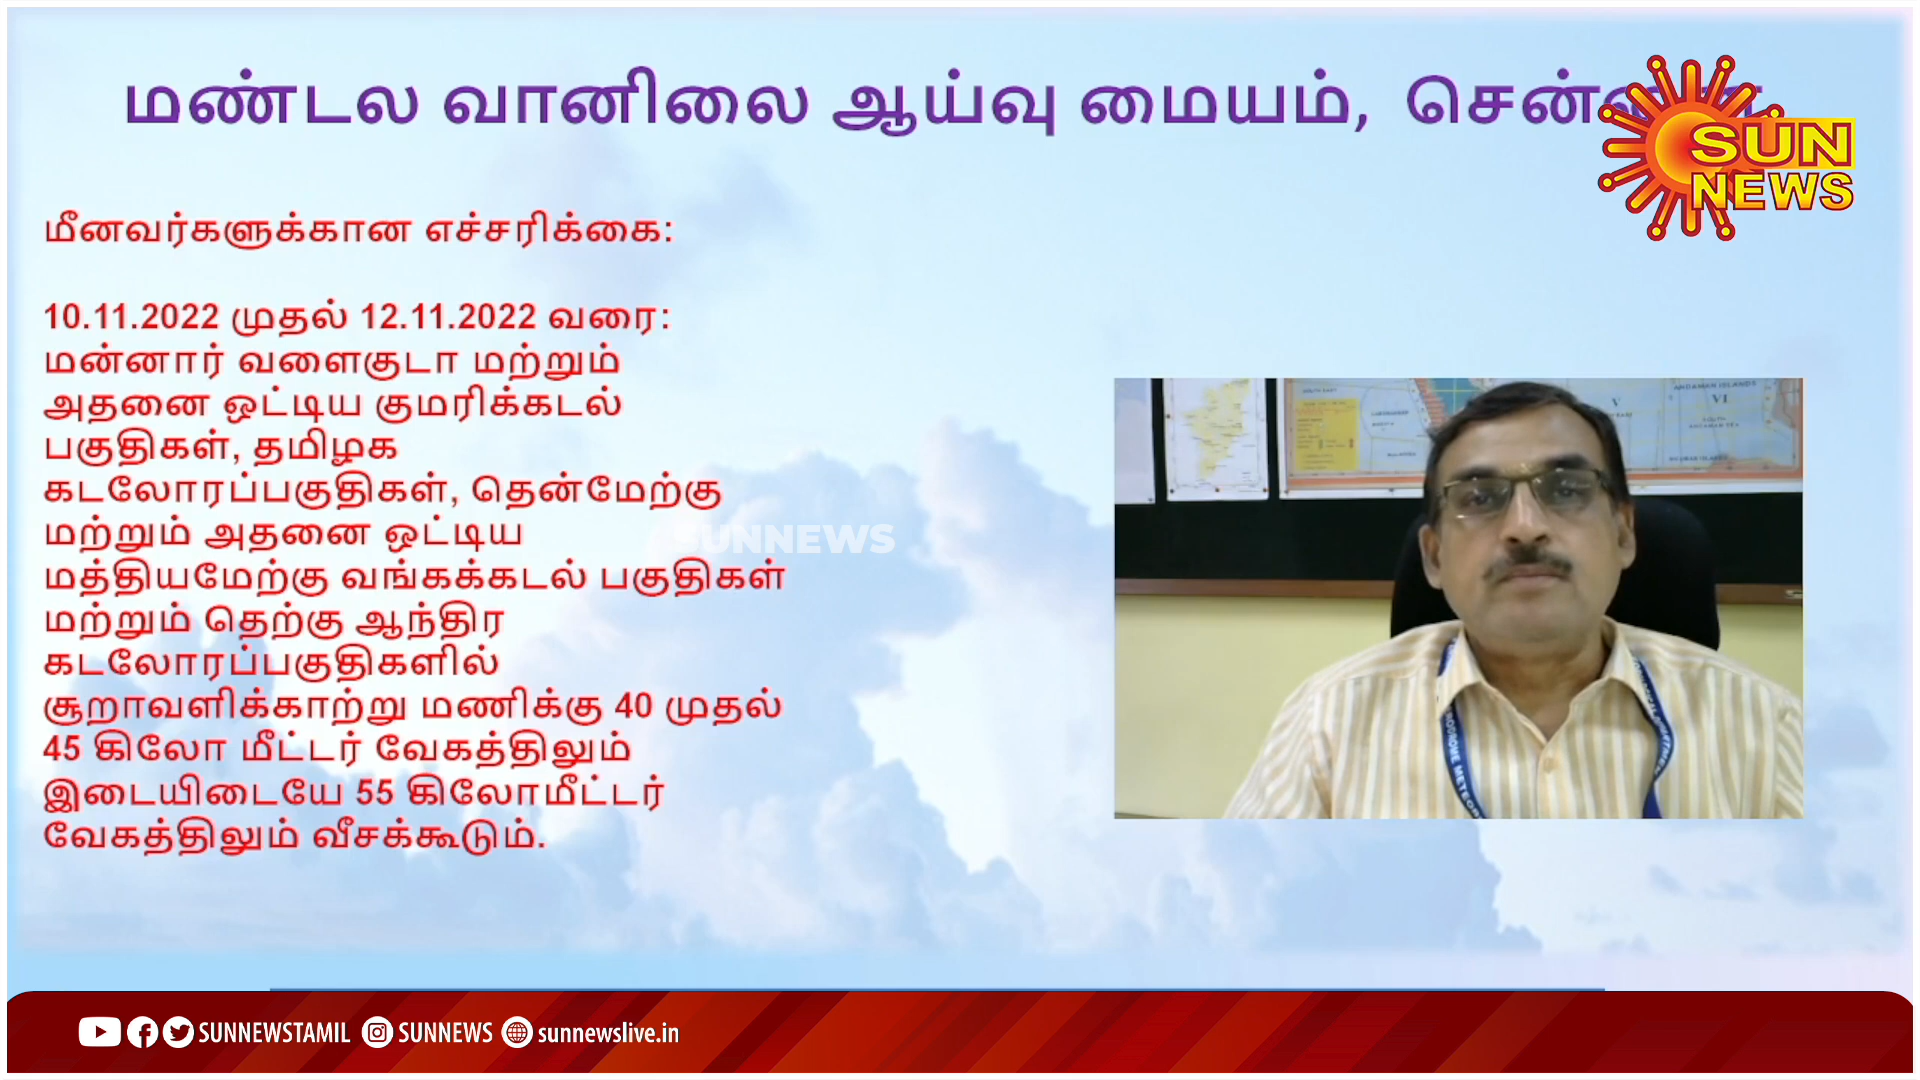 மண்டல வானிலை ஆய்வு மையம்,
SUN
NEWS
மீனவர்களுக்கான எச்சரிக்கை:
10.11.2022 முதல் 12.11.2022 வரை:
மன்னார் வளைகுடா மற்றும்
அதனை ஒட்டிய குமரிக்கடல்
பகுதிகள், தமிழக
கடலோரப்பகுதிகள், தென்மேற்கு
மற்றும் அதனை ஒட்டிய
மத்தியமேற்கு வங்கக்கடல் பகுதிகள்
மற்றும் தெற்கு ஆந்திர
கடலோரப்பகுதிகளில்
சூறாவளிக்காற்று மணிக்கு 40 முதல்
45 கிலோ மீட்டர் வேகத்திலும்
இடையிடையே 55 கிலோமீட்டர்
வேகத்திலும் வீசக்கூடும்.
SUNNEWS
ANDAMAN ISLANDS
V
VI
SUNNEWSTAMIL SUNNEWS sunnewslive.in